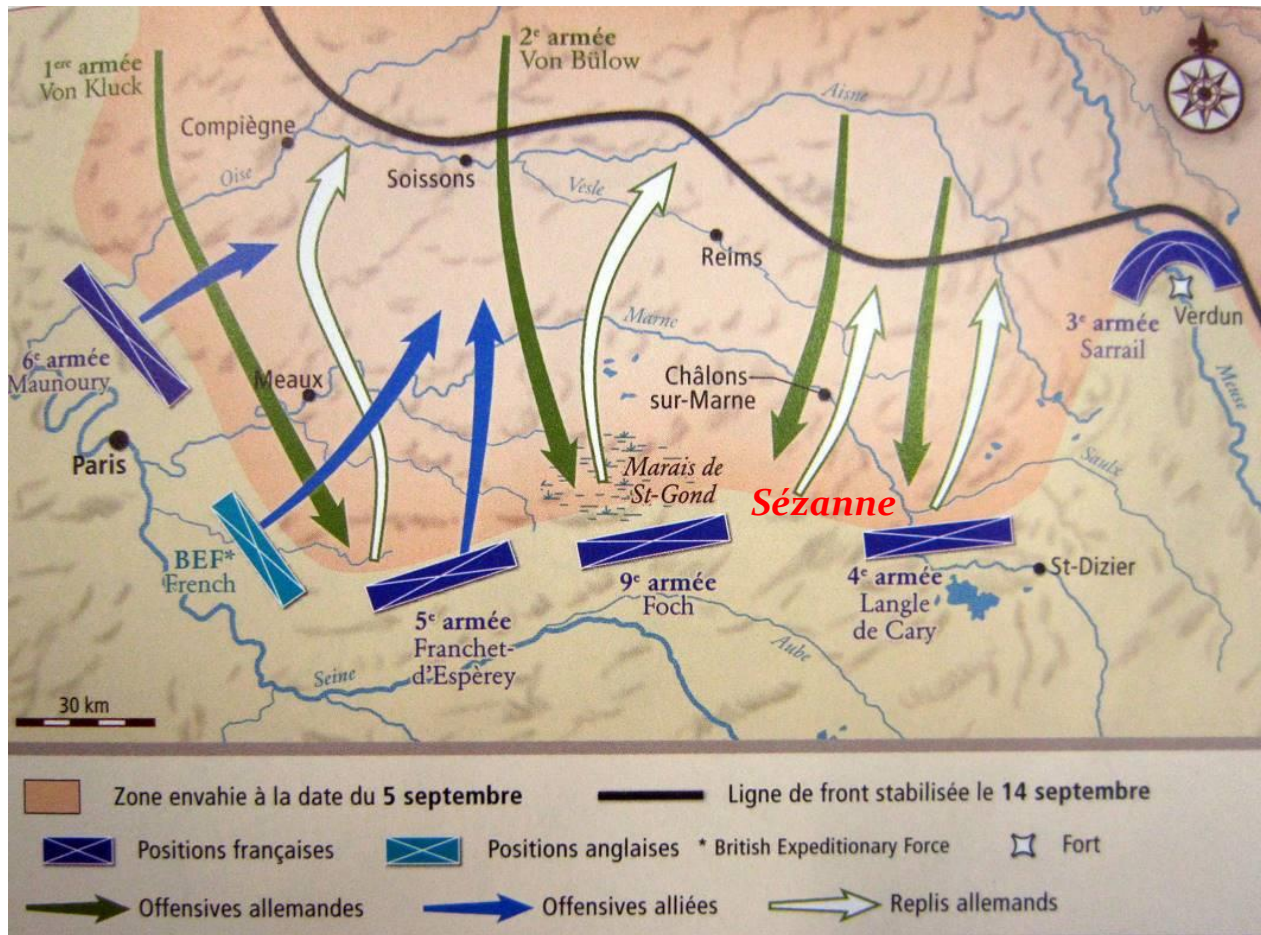 1ere armée
Von Kluck
2e armée
Von Bülow
Aisne
Compiègne
Oise
Soissons
Vesle
Reims
Marne
3e armée
Sarrail
Verdun
Meuse
6e armée
Maunoury
Meaux
Châlons-
sur-Marne
Paris
Marais de
St-Gond
Sézanne
Saulx
BEF*
French
9e armée
Foch
4e armée
Langle
de Cary
St-Dizier
5e armée
Franchet-
d'Espèrey
Aube
Seine
30 km
Zone envahie à la date du 5 septembre
Ligne de front stabilisée le 14 septembre
Positions françaises
Positions anglaises
* British Expeditionary Force
Fort
Offensives allemandes
Offensives alliées
Replis allemands